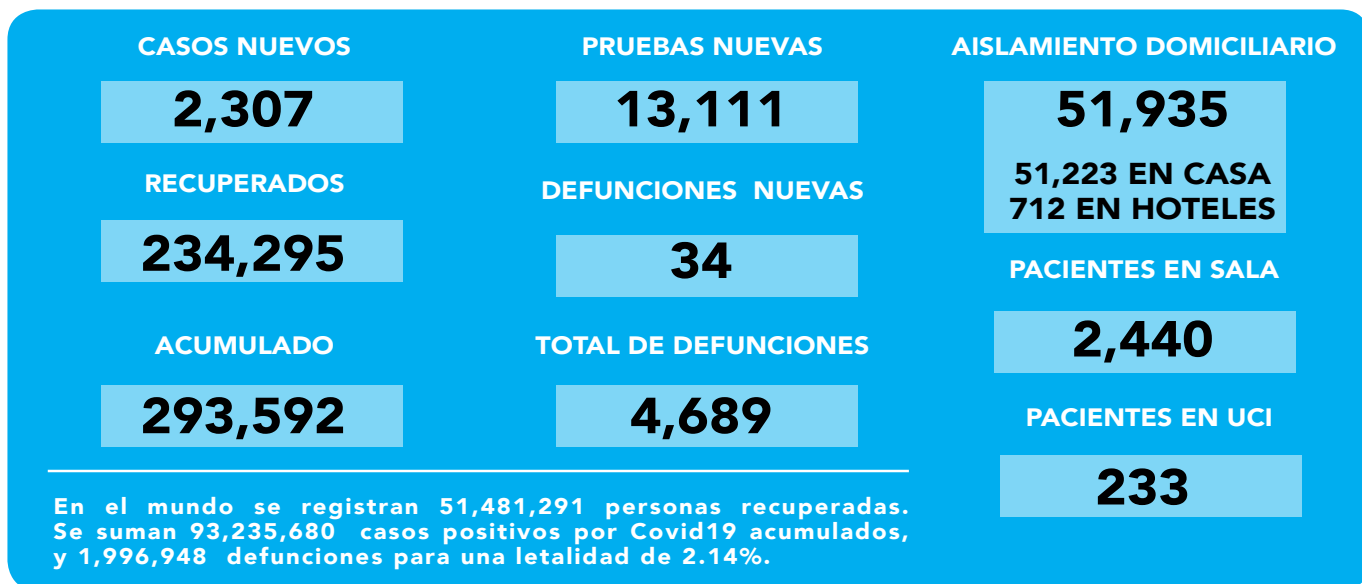 CASOS NUEVOS
2,307
RECUPERADOS
234,295
ACUMULADO
293,592
PRUEBAS NUEVAS
13,111
DEFUNCIONES NUEVAS
34
TOTAL DE DEFUNCIONES
4,689
AISLAMIENTO DOMICILIARIO
51,935
51,223 EN CASA
712 EN HOTELES
PACIENTES EN SALA
2,440
PACIENTES EN UCI
233
En el mundo se registran 51,481,291 personas recuperadas.
Se suman 93,235,680 casos positivos por Covid19 acumulados,
y 1,996,948 defunciones para una letalidad de 2.14%.